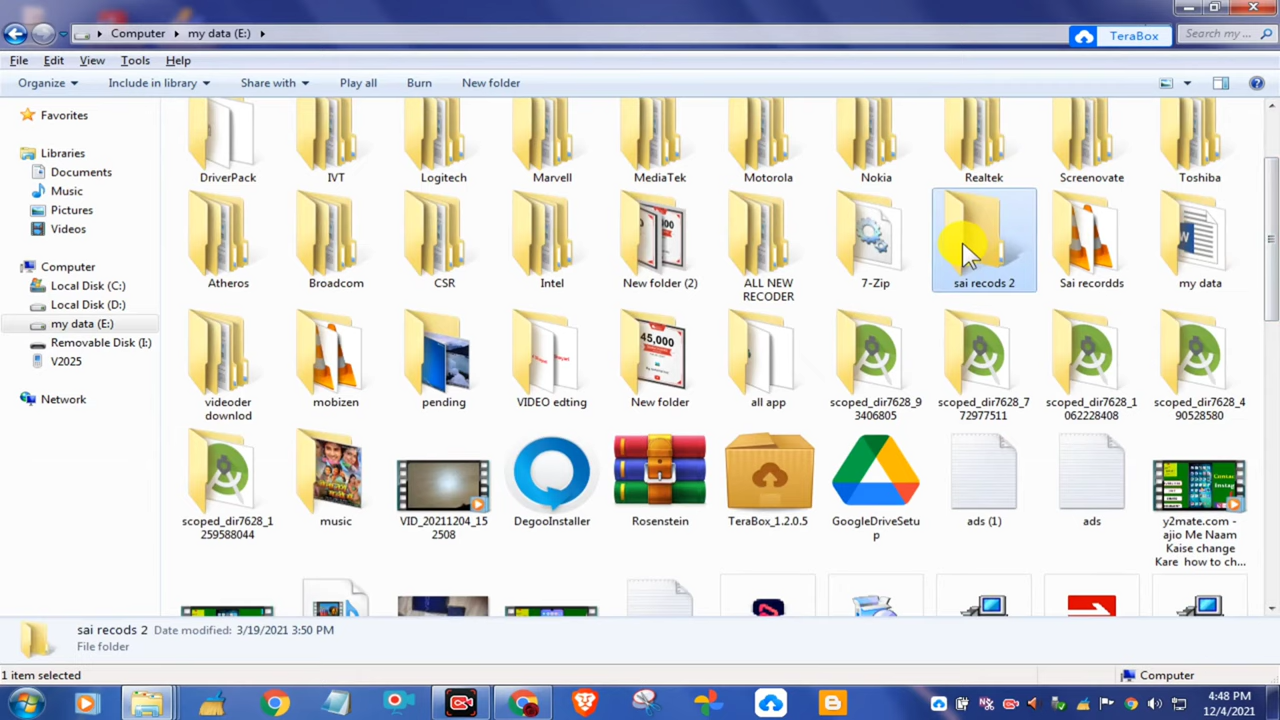 Computer
my data (E:)
TeraBox
Search my ...
File Edit View Tools Help
Organize Include in library Share with Play all Burn New folder
Favorites
Libraries
Documents
Music
Pictures
Videos
Computer
Local Disk (C:)
Local Disk (D:)
my data (E:)
Removable Disk (I:)
V2025
Network
DriverPack IVT Logitech Marvell MediaTek Motorola Nokia Realtek Screenovate Toshiba
Atheros Broadcom CSR Intel New folder (2) ALL NEW 7-Zip sai recods 2 Sai recordds my data
RECODER
45,000
videoder mobizen pending VIDEO edting New folder all app scoped_dir7628_9 scoped_dir7628_7 scoped_dir7628_1 scoped_dir7628_4
downlod 3406805 72977511 062228408 90528580
scoped_dir7628_1 music VID_20211204_15 DegooInstaller Rosenstein TeraBox_1.2.0.5 GoogleDriveSetu ads (1) ads y2mate.com -
259588044 2508 p ajio Me Naam
Kaise change
Kare how to ch...
sai recods 2 Date modified: 3/19/2021 3:50 PM
File folder
1 item selected
Computer
4:48 PM
12/4/2021